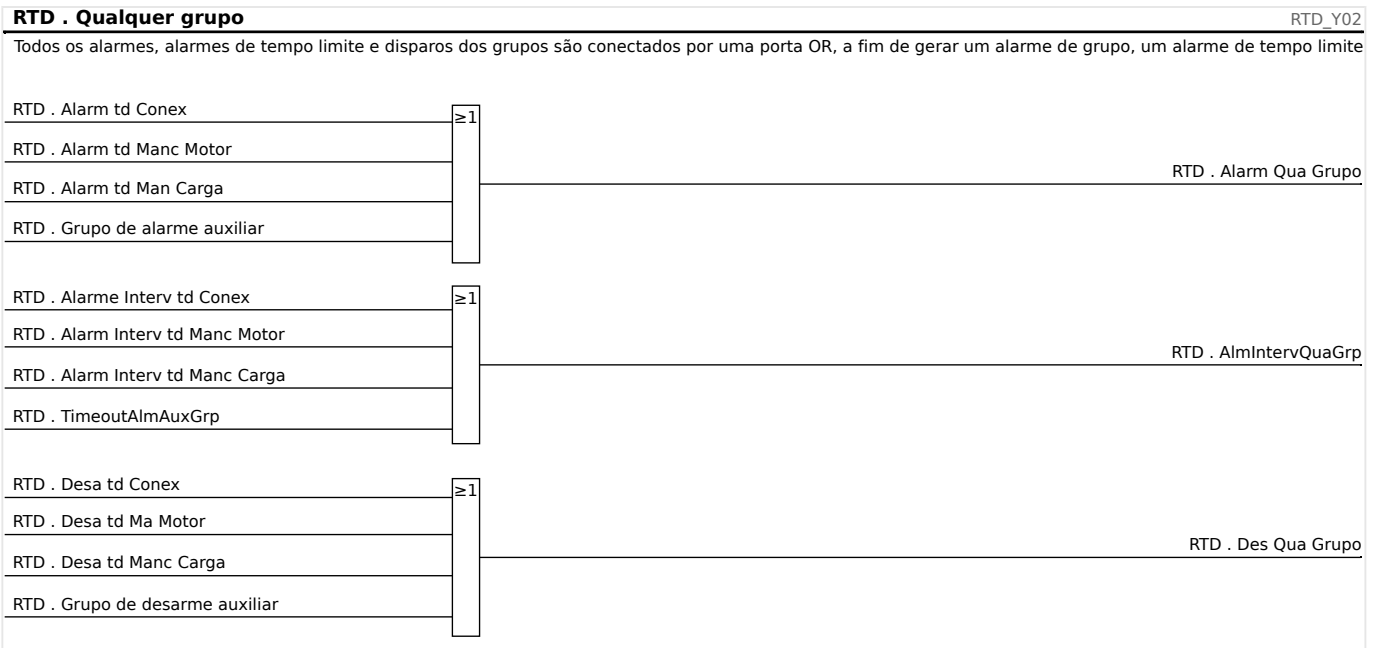 RTD . Qualquer grupo
RTD_Y02
Todos os alarmes, alarmes de tempo limite e disparos dos grupos são conectados por uma porta OR, a fim de gerar um alarme de grupo, um alarme de tempo limite
RTD . Alarm td Conex
≥1
RTD . Alarm td Manc Motor
RTD . Alarm Qua Grupo
RTD . Alarm td Man Carga
RTD . Grupo de alarme auxiliar
RTD . Alarme Interv td Conex
≥1
RTD . Alarm Interv td Manc Motor
RTD . AlmIntervQuaGrp
RTD . Alarm Interv td Manc Carga
RTD . TimeoutAlmAuxGrp
RTD . Desa td Conex
≥1
RTD . Desa td Ma Motor
RTD . Des Qua Grupo
RTD . Desa td Manc Carga
RTD . Grupo de desarme auxiliar